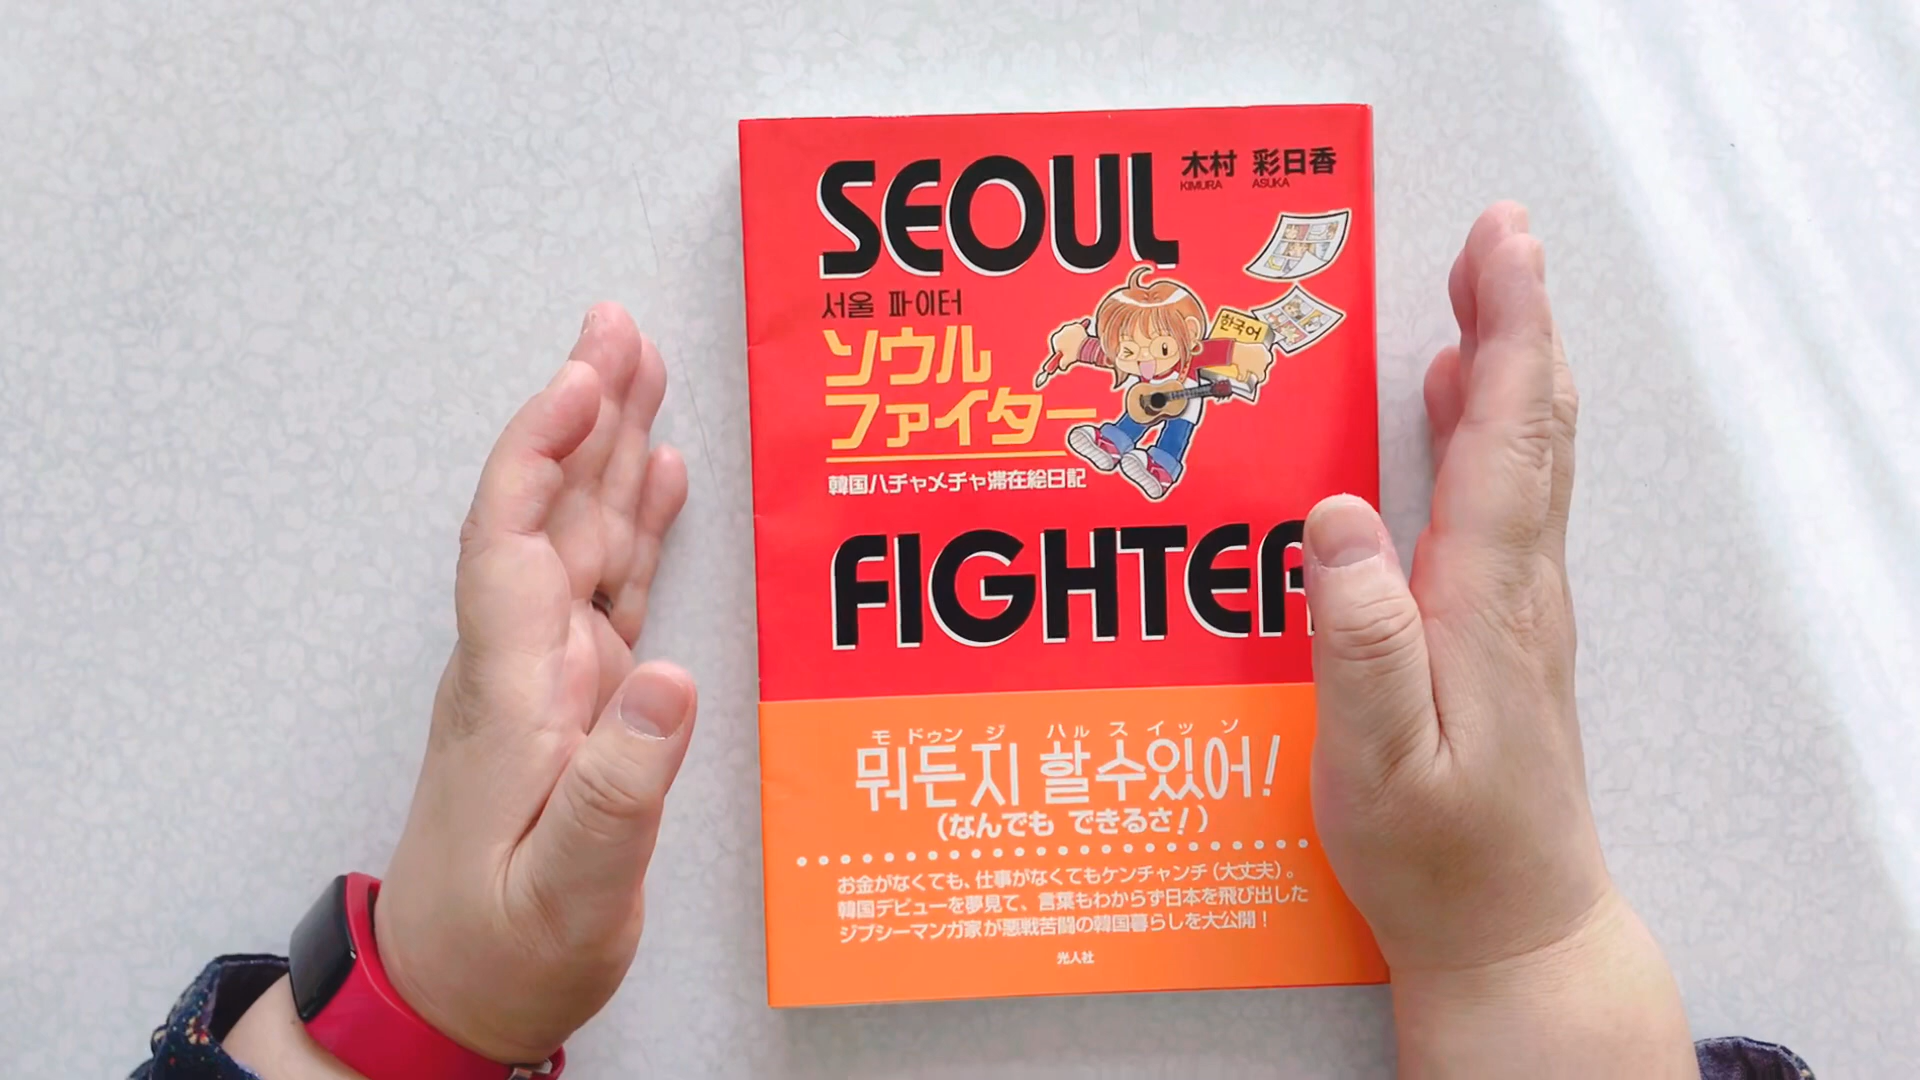 SEOUL
木村 彩日香
KIMURA ASUKA
서울 파이터
ソウル
ファイター
한국어
韓国ハチャメチャ滞在絵日記
FIGHTER
モドゥンジ ハルスイッソ
뭐든지 할수있어!
(なんでも できるさ!)
お金がなくても、仕事がなくてもケンチャンチ(大丈夫)。
韓国デビューを夢見て、言葉もわからず日本を飛び出した
ジプシーマンガ家が悪戦苦闘の韓国暮らしを大公開!
光人社